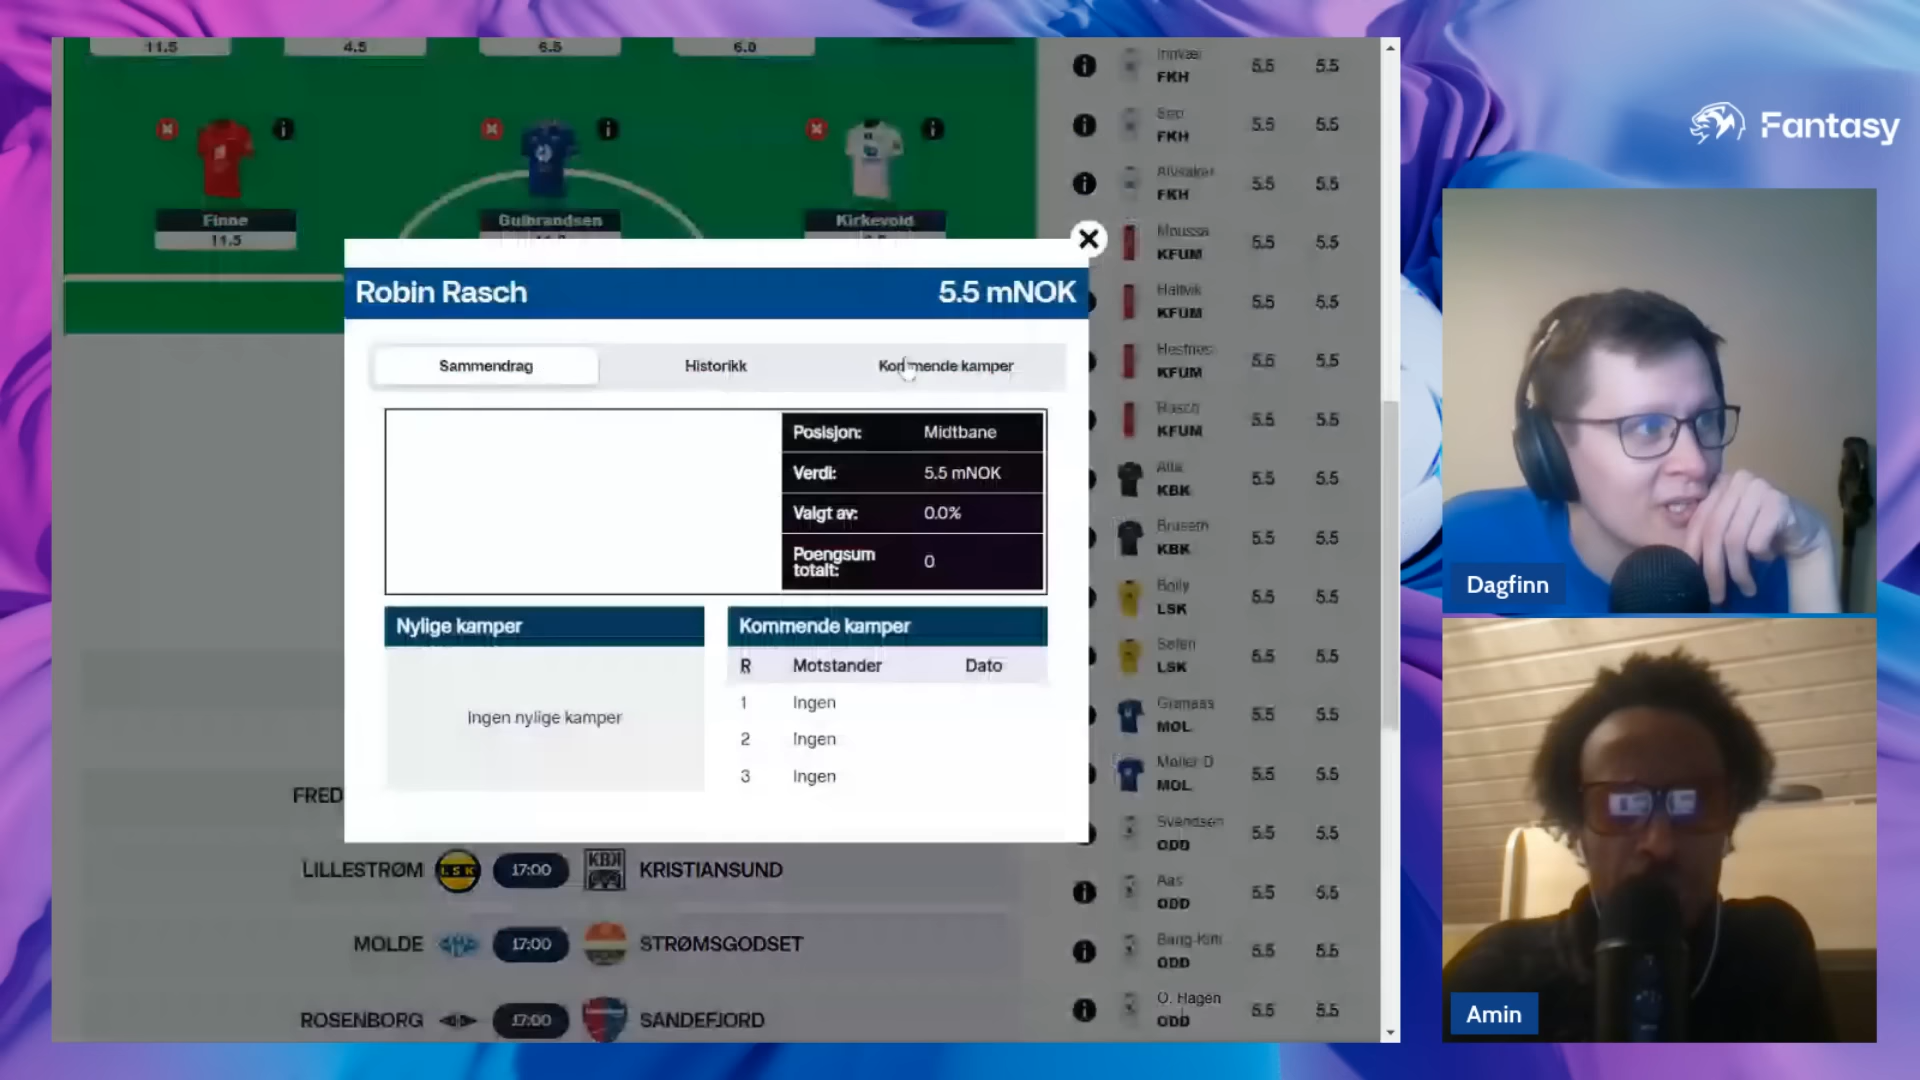 11.5 4.5 6.5 6.0
Finne
11.5
Gulbrandsen
Kirkevold
FKH 5.5 5.5
FKH 5.5 5.5
FKH 5.5 5.5
Moussa
KFUM 5.5 5.5
KFUM 5.5 5.5
Hestnes
KFUM 5.5 5.5
Rasch
KFUM 5.5 5.5
KBK 5.5 5.5
Bruseth
KBK 5.5 5.5
LSK 5.5 5.5
LSK 5.5 5.5
MOL 5.5 5.5
MOL 5.5 5.5
Svendsen
ODD 5.5 5.5
Aas
ODD 5.5 5.5
ODD 5.5 5.5
O. Hagen
ODD 5.5 5.5
Robin Rasch 5.5 mNOK
Sammendrag Historikk Kommende kamper
Posisjon: Midtbane
Verdi: 5.5 mNOK
Valgt av: 0.0%
Poengsum
totalt: 0
Nylige kamper
Ingen nylige kamper
Kommende kamper
R Motstander Dato
1 Ingen
2 Ingen
3 Ingen
FRED
LILLESTRØM LSK 17:00 KBK KRISTIANSUND
MOLDE 17:00 STRØMSGODSET
ROSENBORG 17:00 SANDEFJORD
Fantasy
Dagfinn
Amin